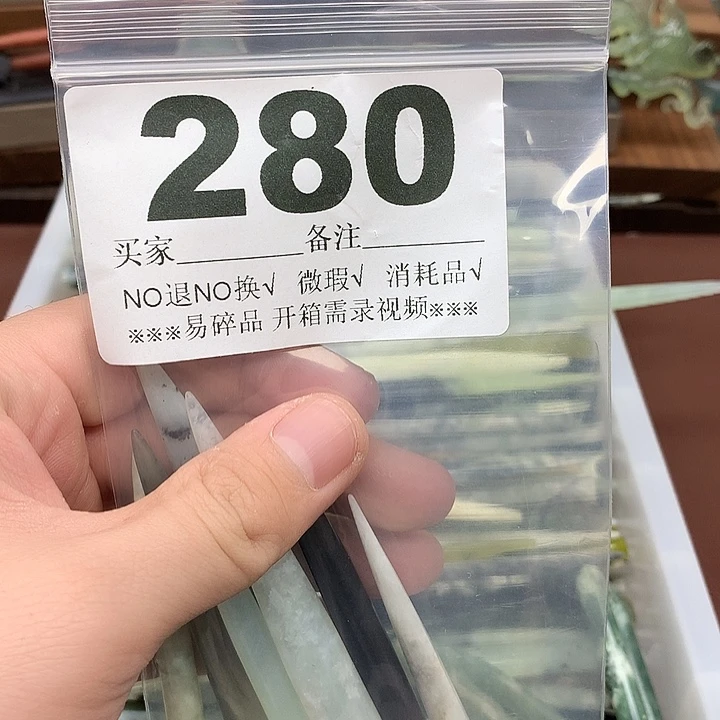 280
买家________备注________
NO退NO换√ 微瑕√ 消耗品√
※※※易碎品 开箱需录视频※※※